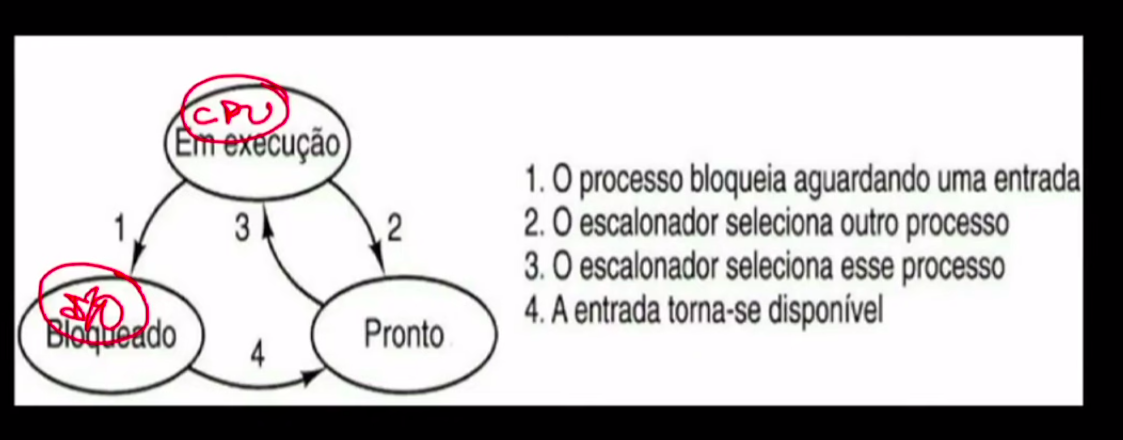 CPU
Em execução
1
3
2
1. O processo bloqueia aguardando uma entrada
2. O escalonador seleciona outro processo
3. O escalonador seleciona esse processo
4. A entrada torna-se disponível
I/O
Bloqueado
4
Pronto